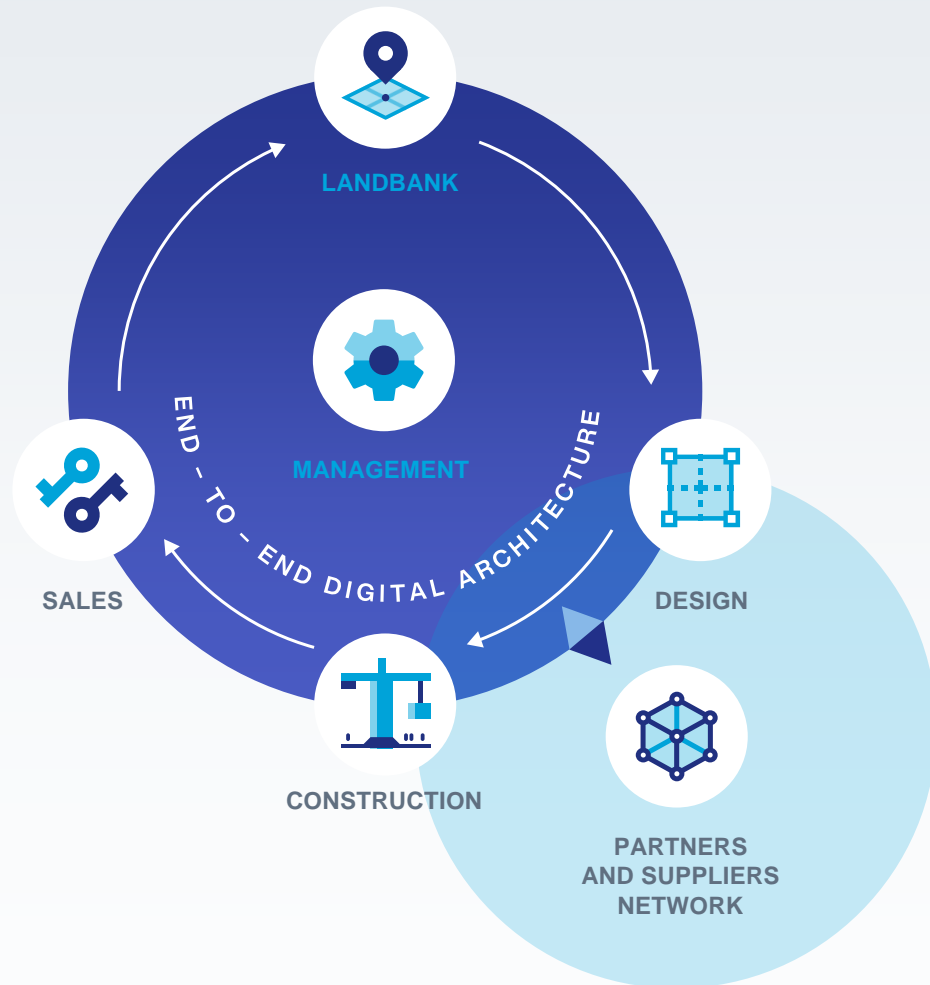 LANDBANK
MANAGEMENT
END – TO – END DIGITAL ARCHITECTURE
SALES
DESIGN
CONSTRUCTION
PARTNERS
AND SUPPLIERS
NETWORK